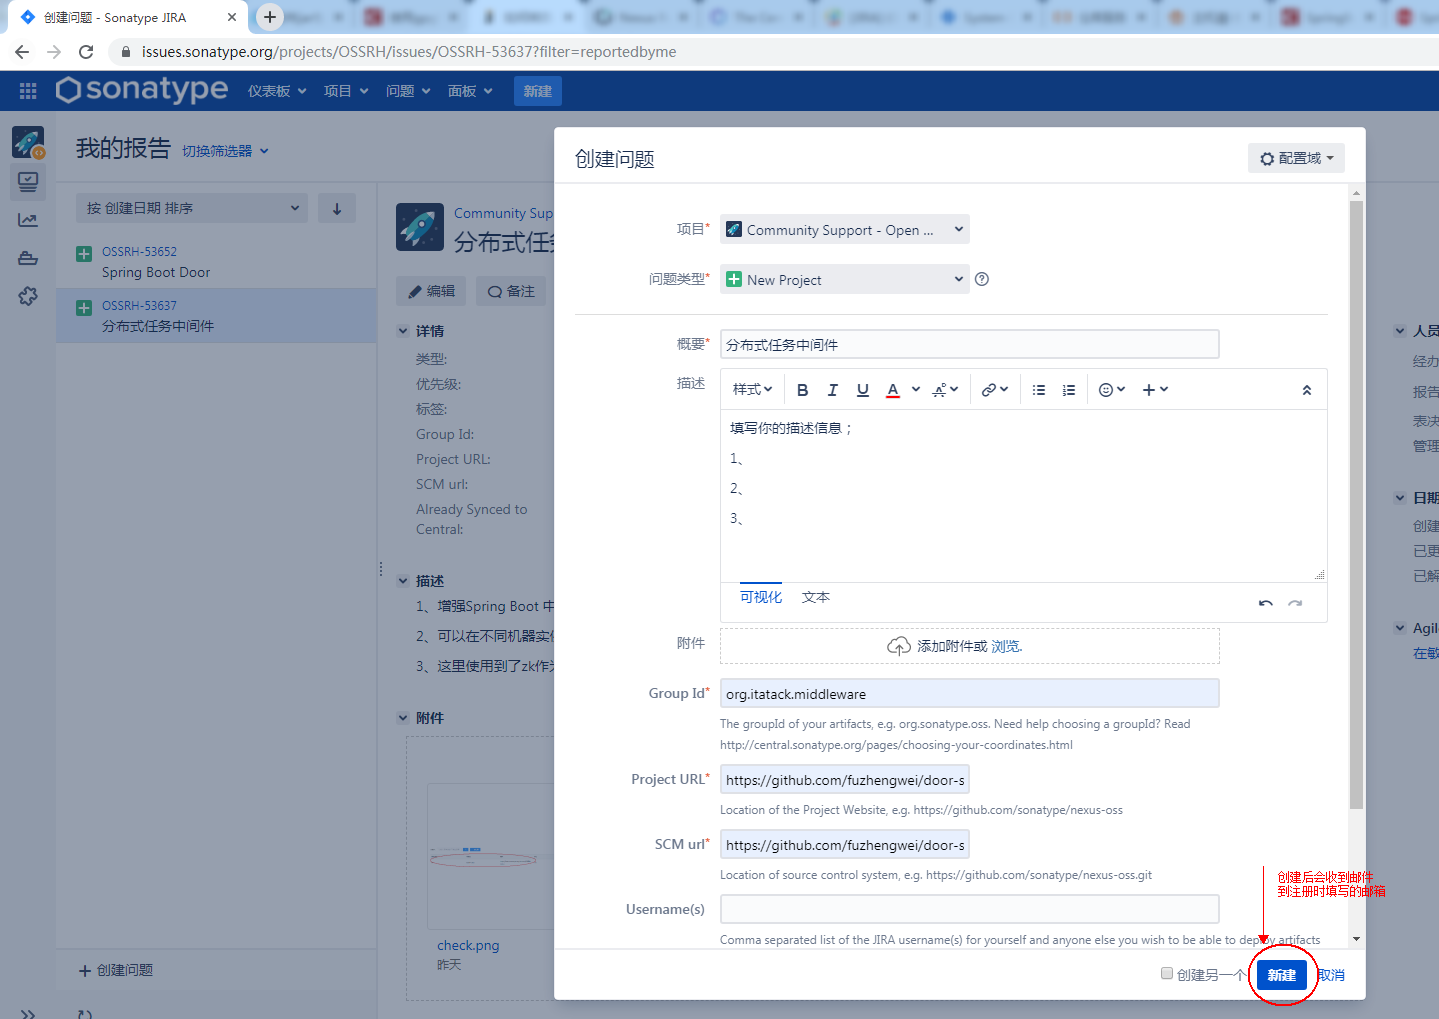 创建问题 - Sonatype JIRA
issues.sonatype.org/projects/OSSRH/issues/OSSRH-53637?filter=reportedbyme
sonatype 仪表板 项目 问题 面板 新建
我的报告 切换筛选器
按 创建日期 排序
OSSRH-53652
Spring Boot Door
OSSRH-53637
分布式任务中间件
创建问题
Community Sup
分布式任
编辑 备注
详情
类型:
优先级:
标签:
Group Id:
Project URL:
SCM url:
Already Synced to
Central:
描述
1、增强Spring Boot 中
2、可以在不同机器实
3、这里使用到了zk作
附件
check.png
昨天
创建问题
配置域
项目* Community Support - Open ...
问题类型* New Project
概要* 分布式任务中间件
描述
样式 B I U A
填写你的描述信息；
1、
2、
3、
可视化 文本
附件 添加附件或 浏览.
Group Id* org.itatack.middleware
The groupId of your artifacts, e.g. org.sonatype.oss. Need help choosing a groupId? Read
http://central.sonatype.org/pages/choosing-your-coordinates.html
Project URL* https://github.com/fuzhengwei/door-s
Location of the Project Website, e.g. https://github.com/sonatype/nexus-oss
SCM url* https://github.com/fuzhengwei/door-s
Location of source control system, e.g. https://github.com/sonatype/nexus-oss.git
Username(s)
Comma separated list of the JIRA username(s) for yourself and anyone else you wish to be able to deploy artifacts
创建另一个 新建 取消
创建后会收到邮件
到注册时填写的邮箱
人员
经办
报告
表决
管理
日期
创建
已更
已解
Agil
在敏